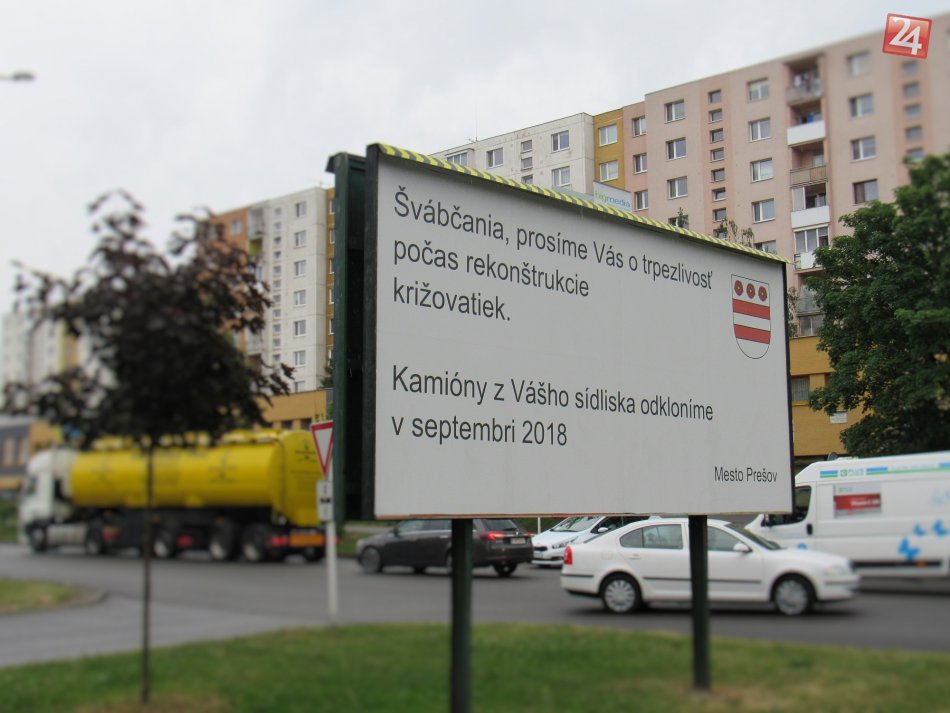 24
Švábčania, prosíme Vás o trpezlivosť
počas rekonštrukcie
križovatiek.
Kamióny z Vášho sídliska odkloníme
v septembri 2018
Mesto Prešov